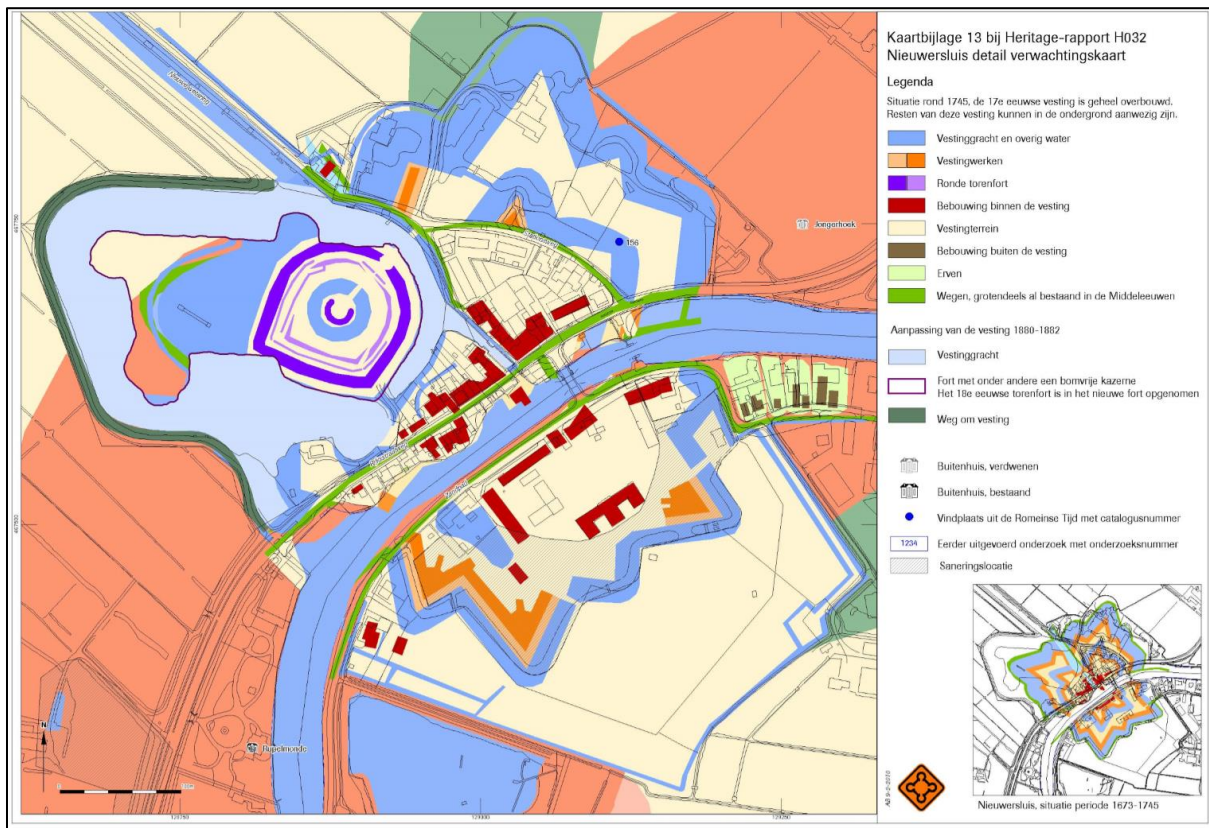 Kaartbijlage 13 bij Heritage-rapport H032
Nieuwersluis detail verwachtingskaart
Legenda
Situatie rond 1745, de 17e eeuwse vesting is geheel overbouwd.
Resten van deze vesting kunnen in de ondergrond aanwezig zijn.
Vestinggracht en overig water
Vestingwerken
Ronde torenfort
Bebouwing binnen de vesting
Vestingterrein
Bebouwing buiten de vesting
Erven
Wegen, grotendeels al bestaand in de Middeleeuwen
Aanpassing van de vesting 1880-1882
Vestinggracht
Fort met onder andere een bomvrije kazerne
Het 18e eeuwse torenfort is in het nieuwe fort opgenomen
Weg om vesting
Buitenhuis, verdwenen
Buitenhuis, bestaand
Vindplaats uit de Romeinse Tijd met catalogusnummer
1234
Eerder uitgevoerd onderzoek met onderzoeksnummer
Saneringslocatie
Nieuwersluis, situatie periode 1673-1745
Jongerhoek
156
Zandpad
Rupelmonde
N
467750
467500
129000
129250